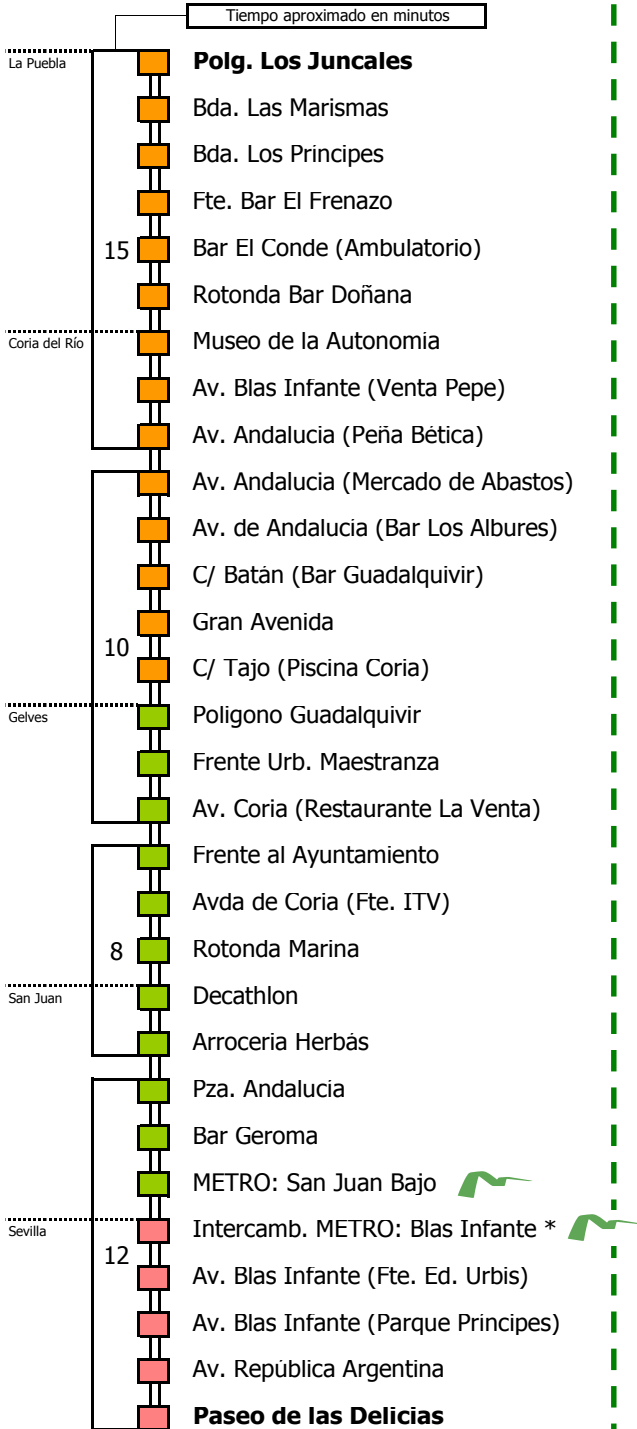 Tiempo aproximado en minutos
La Puebla
Polg. Los Juncales
Bda. Las Marismas
Bda. Los Principes
Fte. Bar El Frenazo
15
Bar El Conde (Ambulatorio)
Rotonda Bar Doñana
Coria del Río
Museo de la Autonomia
Av. Blas Infante (Venta Pepe)
Av. Andalucia (Peña Bética)
Av. Andalucia (Mercado de Abastos)
Av. de Andalucia (Bar Los Albures)
C/ Batán (Bar Guadalquivir)
Gran Avenida
10
C/ Tajo (Piscina Coria)
Gelves
Poligono Guadalquivir
Frente Urb. Maestranza
Av. Coria (Restaurante La Venta)
Frente al Ayuntamiento
Avda de Coria (Fte. ITV)
8
Rotonda Marina
San Juan
Decathlon
Arroceria Herbás
Pza. Andalucia
Bar Geroma
METRO: San Juan Bajo
Sevilla
Intercamb. METRO: Blas Infante *
12
Av. Blas Infante (Fte. Ed. Urbis)
Av. Blas Infante (Parque Principes)
Av. República Argentina
Paseo de las Delicias